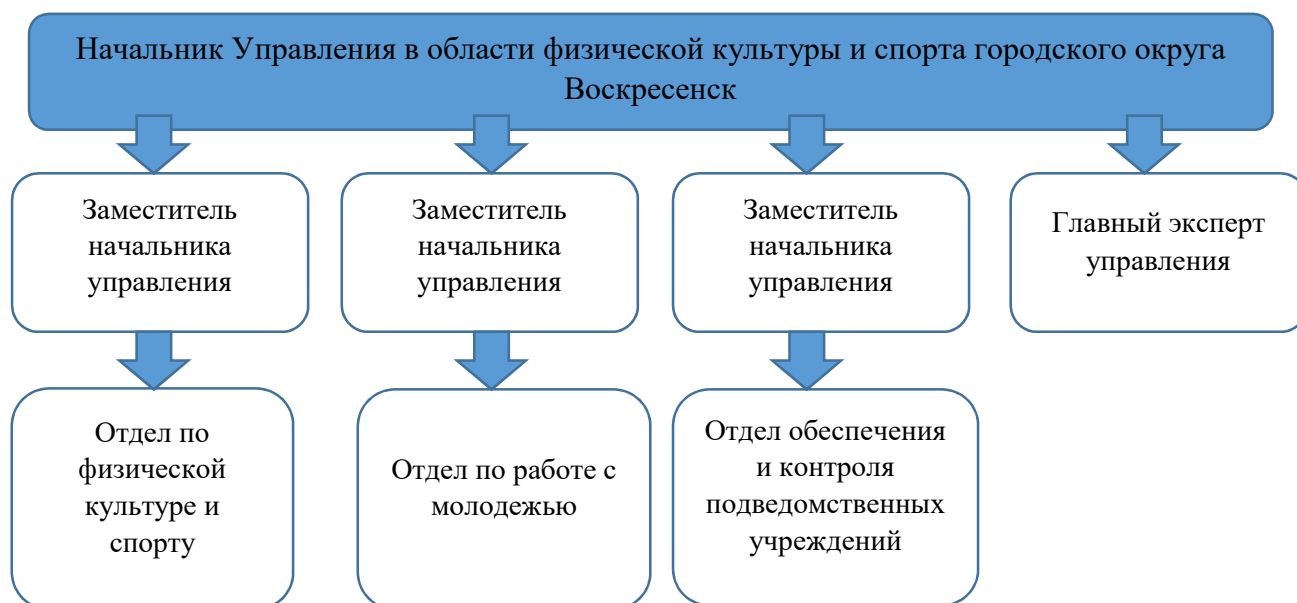 Начальник Управления в области физической культуры и спорта городского округа
Воскресенск
Заместитель
начальника
управления
Заместитель
начальника
управления
Заместитель
начальника
управления
Главный эксперт
управления
Отдел по
физической
культуре и
спорту
Отдел по работе с
молодежью
Отдел обеспечения
и контроля
подведомственных
учреждений